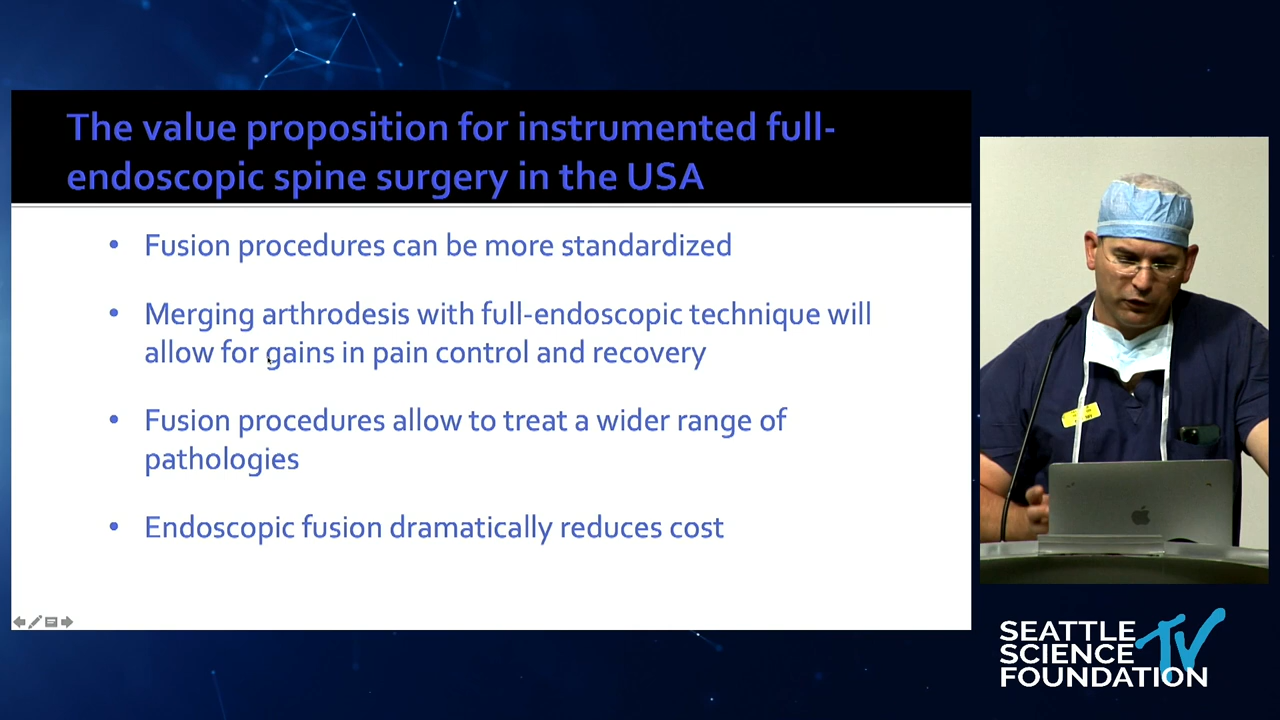 The value proposition for instrumented full-
endoscopic spine surgery in the USA
• Fusion procedures can be more standardized
• Merging arthrodesis with full-endoscopic technique will
allow for gains in pain control and recovery
• Fusion procedures allow to treat a wider range of
pathologies
• Endoscopic fusion dramatically reduces cost
SEATTLE
SCIENCE TV
FOUNDATION